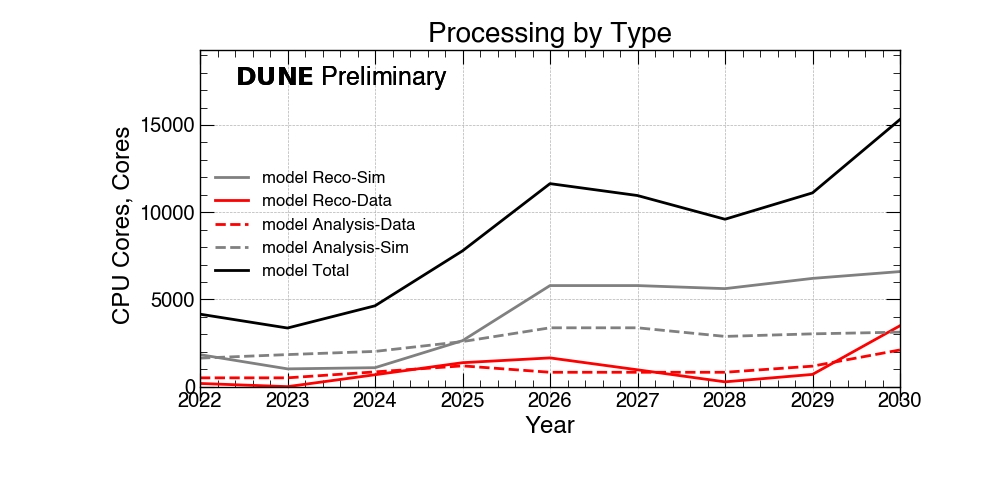 Processing by Type
DUNE Preliminary
CPU Cores, Cores
15000
10000
5000
0
model Reco-Sim
model Reco-Data
model Analysis-Data
model Analysis-Sim
model Total
2022 2023 2024 2025 2026 2027 2028 2029 2030
Year